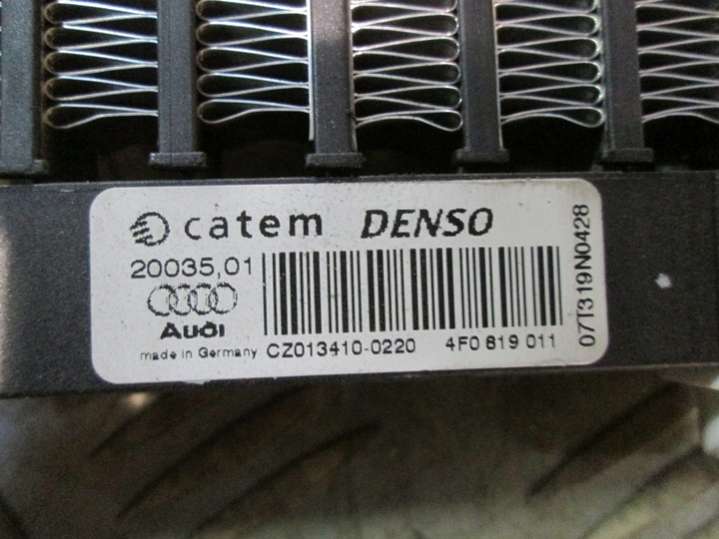 catem DENSO
20035,01
Audi
made in Germany CZ013410-0220 4F0 819 011
07T319N0428